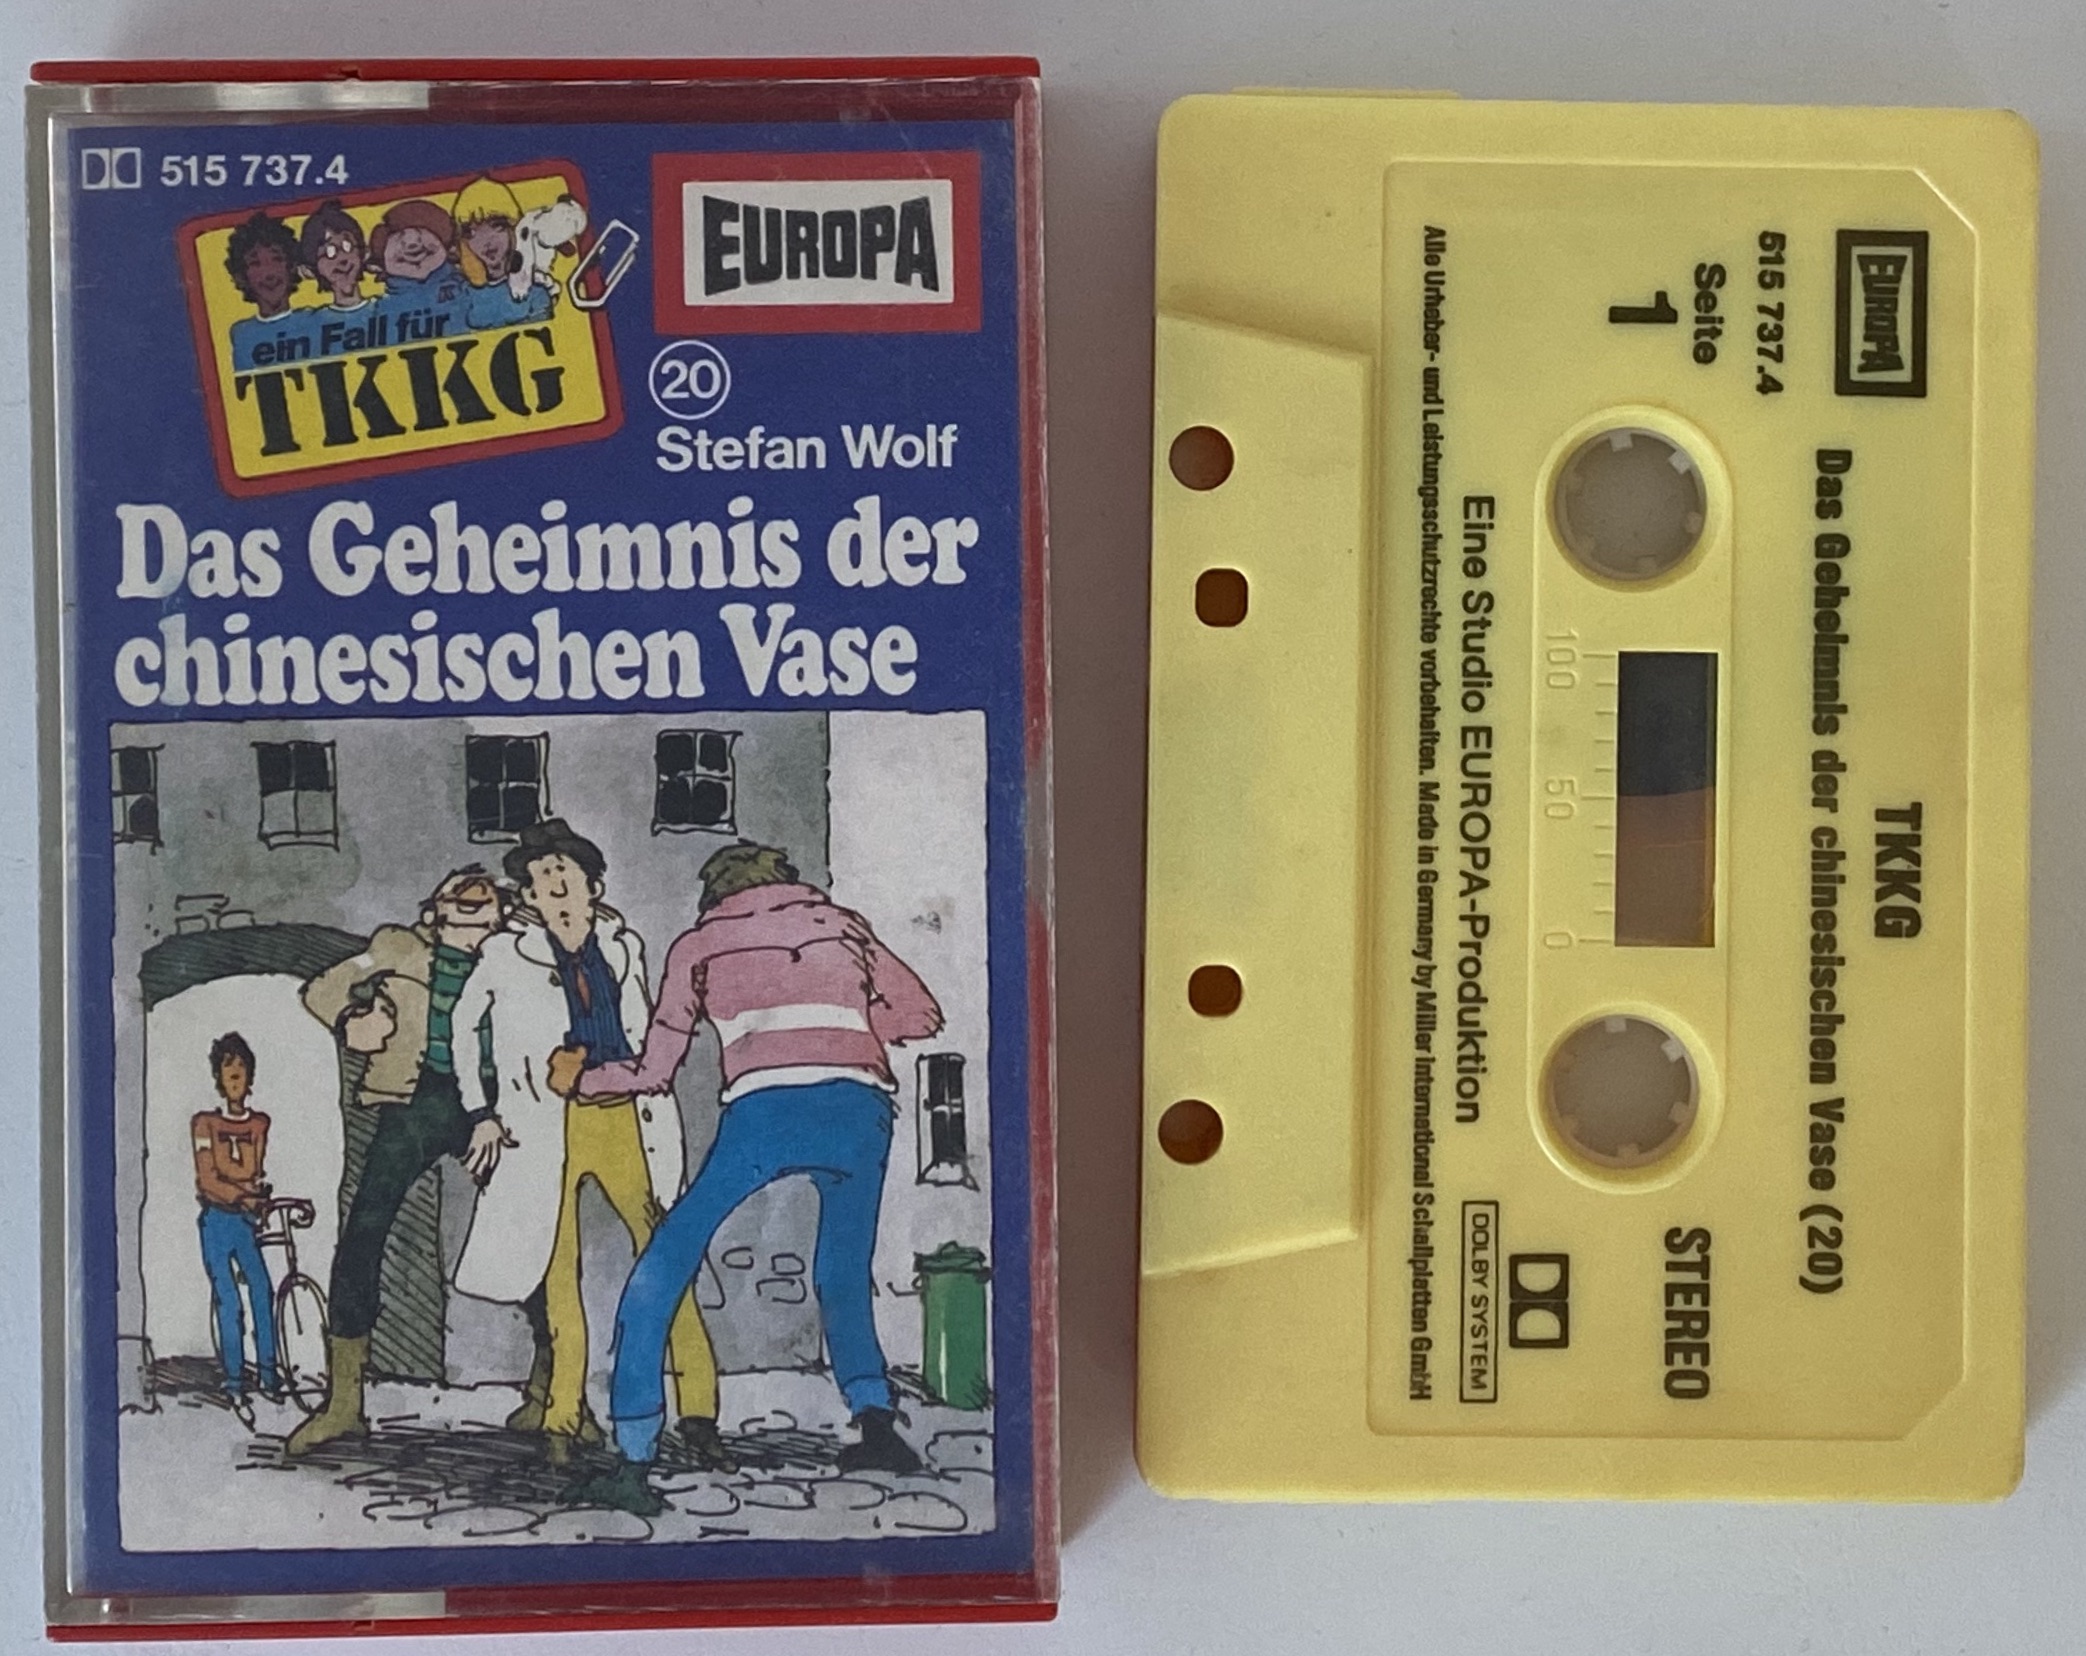 515 737.4
EUROPA
ein Fall für
TKKG
20
Stefan Wolf
Das Geheimnis der
chinesischen Vase
T
EUROPA
515 737.4
Seite
1
TKKG
Das Geheimnis der chinesischen Vase (20)
STEREO
100 50 0
DOLBY SYSTEM
Eine Studio EUROPA-Produktion
Alle Urheber- und Leistungsschutzrechte vorbehalten. Made in Germany by Miller International Schallplatten GmbH